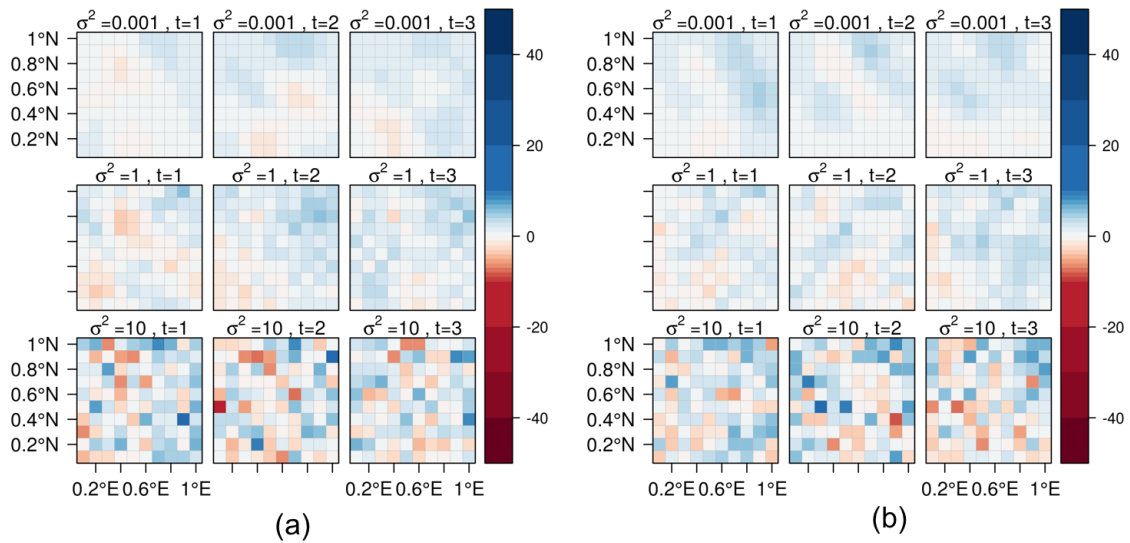 σ² =0.001 , t=1 σ² =0.001 , t=2 σ² =0.001 , t=3
1°N
0.8°N
0.6°N
0.4°N
0.2°N
σ² =1 , t=1 σ² =1 , t=2 σ² =1 , t=3
σ² =10 , t=1 σ² =10 , t=2 σ² =10 , t=3
1°N
0.8°N
0.6°N
0.4°N
0.2°N
0.2°E 0.6°E 1°E 0.2°E 0.6°E 1°E
40
20
0
-20
-40
(a)
σ² =0.001 , t=1 σ² =0.001 , t=2 σ² =0.001 , t=3
1°N
0.8°N
0.6°N
0.4°N
0.2°N
σ² =1 , t=1 σ² =1 , t=2 σ² =1 , t=3
σ² =10 , t=1 σ² =10 , t=2 σ² =10 , t=3
1°N
0.8°N
0.6°N
0.4°N
0.2°N
0.2°E 0.6°E 1°E 0.2°E 0.6°E 1°E
40
20
0
-20
-40
(b)